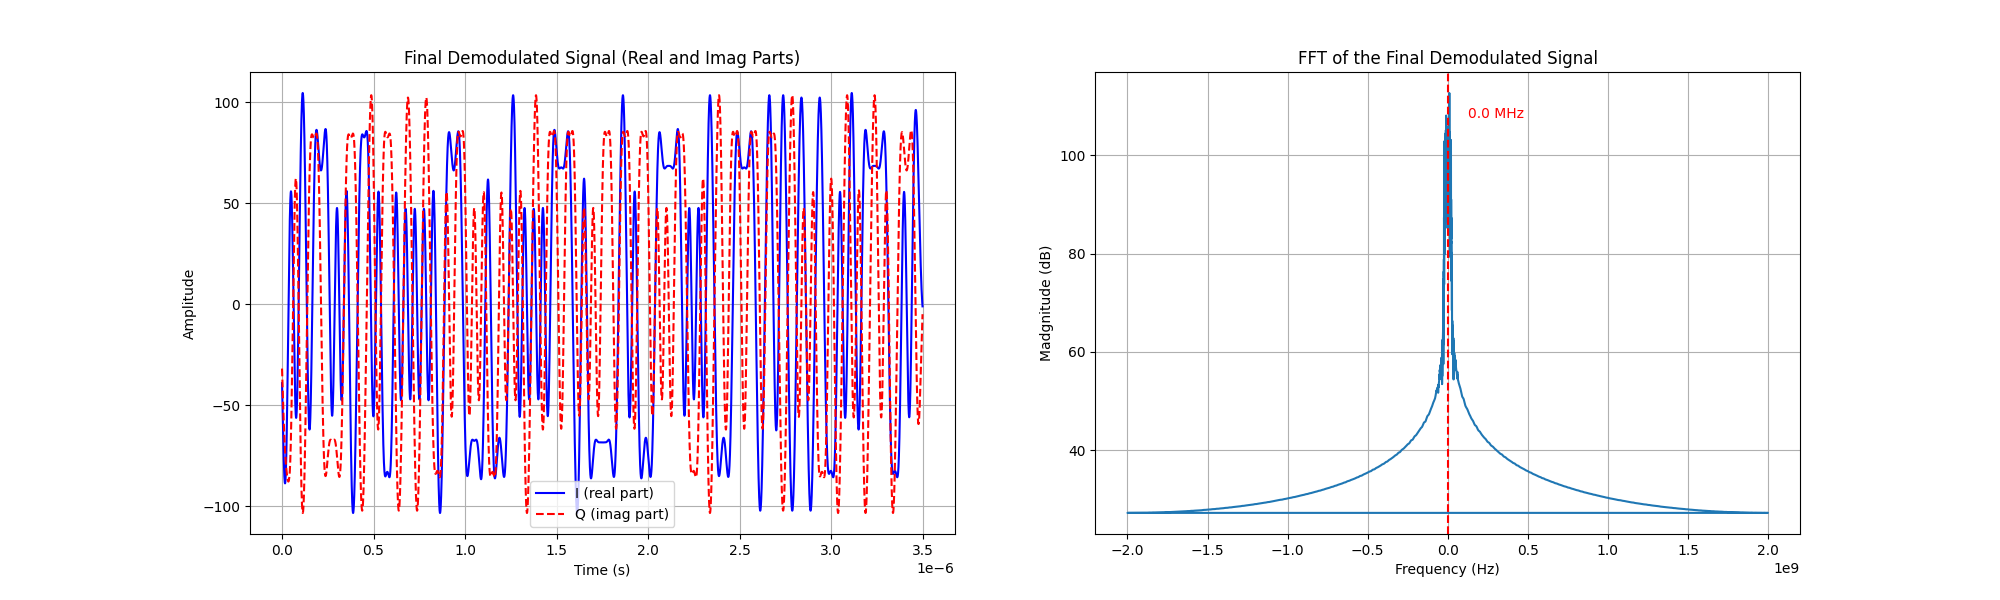 Final Demodulated Signal (Real and Imag Parts)
Amplitude
100
50
0
−50
−100
I (real part)
Q (imag part)
0.0 0.5 1.0 1.5 2.0 2.5 3.0 3.5
1e−6
Time (s)
FFT of the Final Demodulated Signal
Madgnitude (dB)
100
80
60
40
0.0 MHz
−2.0 −1.5 −1.0 −0.5 0.0 0.5 1.0 1.5 2.0
1e9
Frequency (Hz)